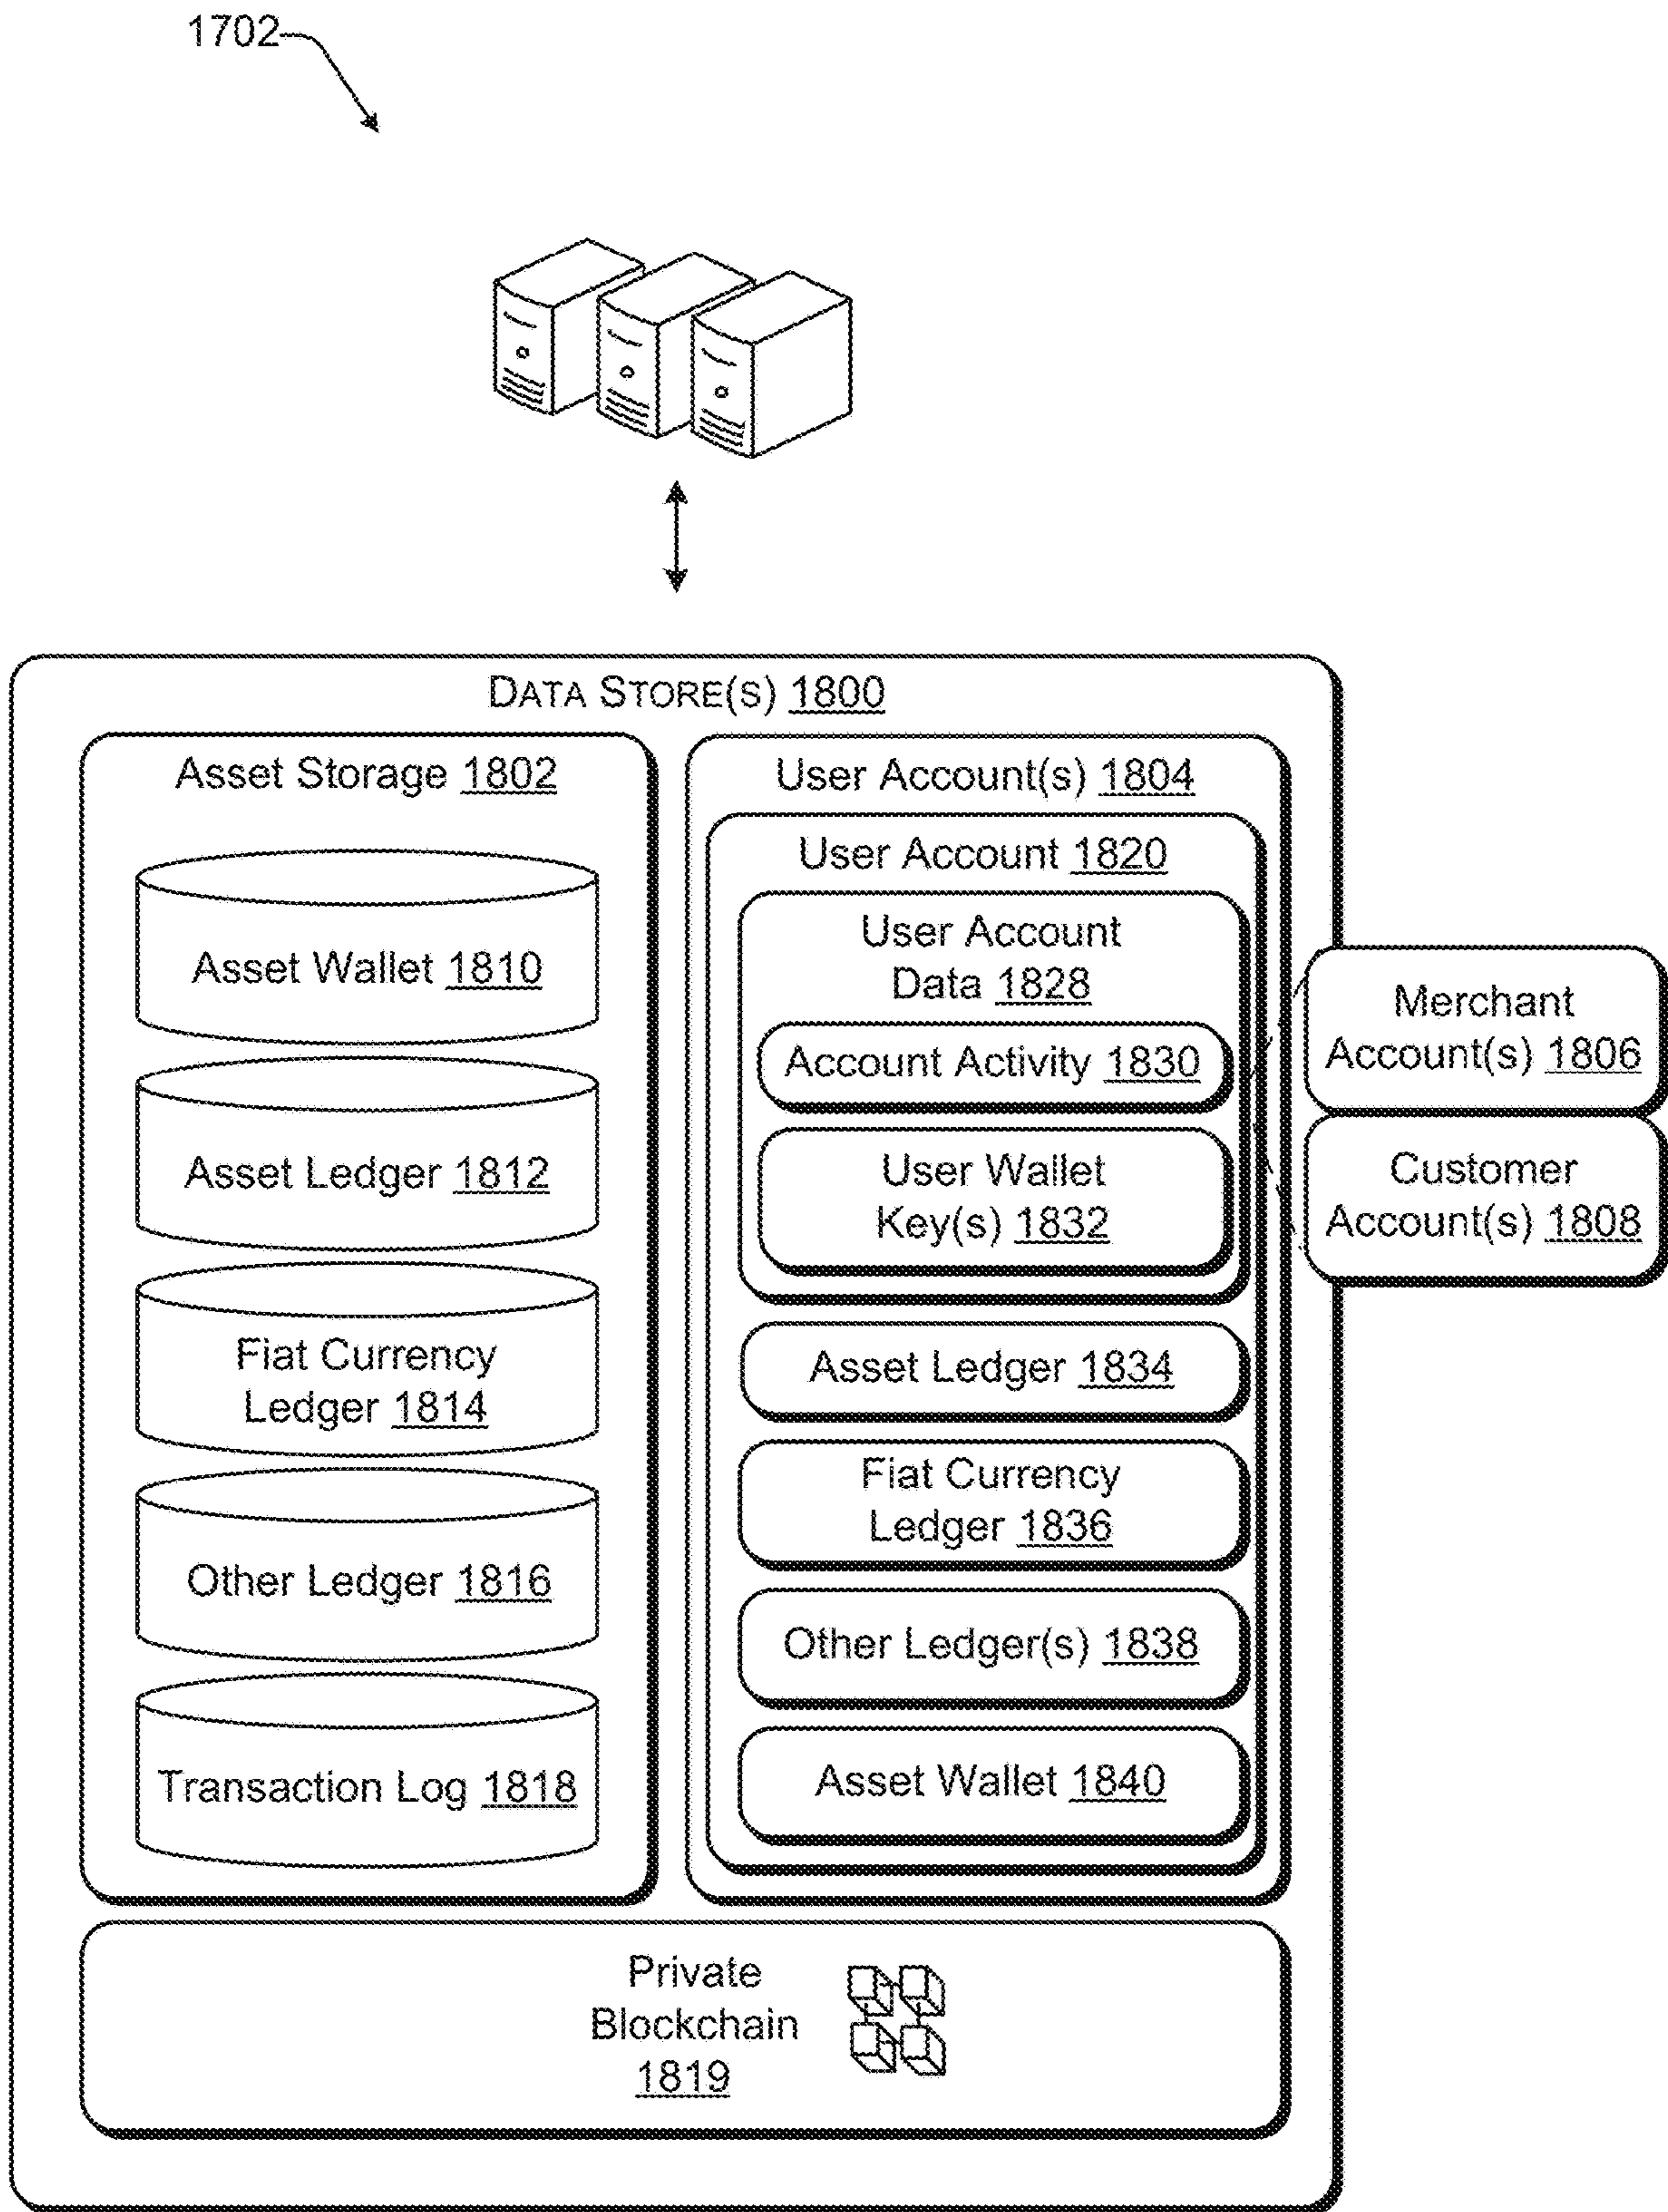 1702
DATA STORE(S) 1800
Asset Storage 1802
Asset Wallet 1810
Asset Ledger 1812
Fiat Currency
Ledger 1814
Other Ledger 1816
Transaction Log 1818
User Account(s) 1804
User Account 1820
User Account
Data 1828
Account Activity 1830
User Wallet
Key(s) 1832
Asset Ledger 1834
Fiat Currency
Ledger 1836
Other Ledger(s) 1838
Asset Wallet 1840
Merchant
Account(s) 1806
Customer
Account(s) 1808
Private
Blockchain
1819